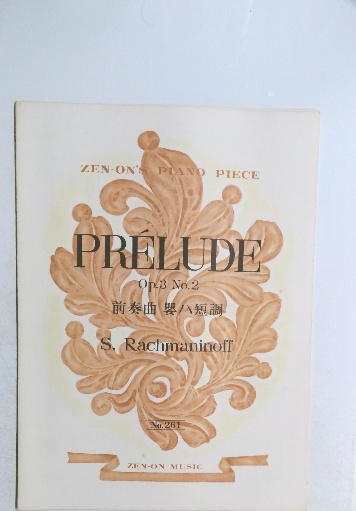 ZEN-ON'S PIANO PIECE
PRÉLUDE
Op.3 No.2
前奏曲 嬰ハ短調
S. Rachmaninoff
No.261
ZEN-ON MUSIC